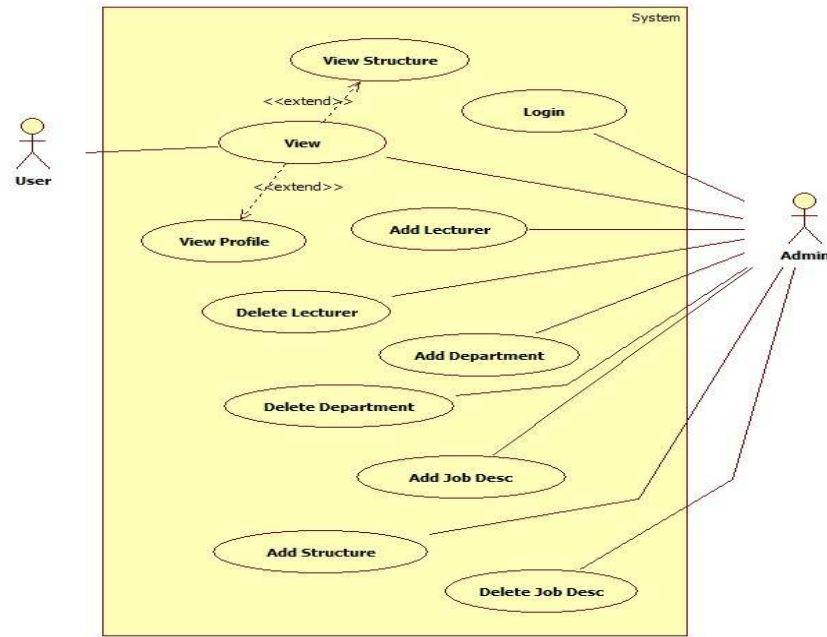 System
View Structure
<<extend>>
Login
View
User
<<extend>>
View Profile
Add Lecturer
Admin
Delete Lecturer
Add Department
Delete Department
Add Job Desc
Add Structure
Delete Job Desc